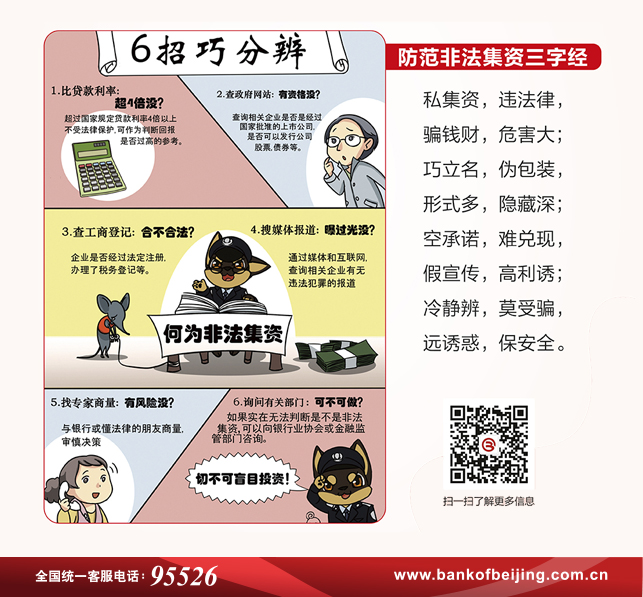 6招巧分辨
1.比贷款利率:
超4倍没?
超过国家规定贷款利率4倍以上
不受法律保护,可作为判断回报
是否过高的参考。
2.查政府网站: 有资格没?
查询相关企业是否是经过
国家批准的上市公司,
是否可以发行公司
股票,债券等。
3.查工商登记: 合不合法?
企业是否经过法定注册,
办理了税务登记等。
4.搜媒体报道: 曝过光没?
通过媒体和互联网,
查询相关企业有无
违法犯罪的报道
何为非法集资
5.找专家商量: 有风险没?
与银行或懂法律的朋友商量,
审慎决策
6.询问有关部门: 可不可做?
如果实在无法判断是不是非法
集资,可以向银行业协会或金融监
管部门咨询。
切不可盲目投资!
防范非法集资三字经
私集资,违法律,
骗钱财,危害大;
巧立名,伪包装,
形式多,隐藏深;
空承诺,难兑现,
假宣传,高利诱;
冷静辨,莫受骗,
远诱惑,保安全。
扫一扫了解更多信息
全国统一客服电话: 95526
www.bankofbeijing.com.cn